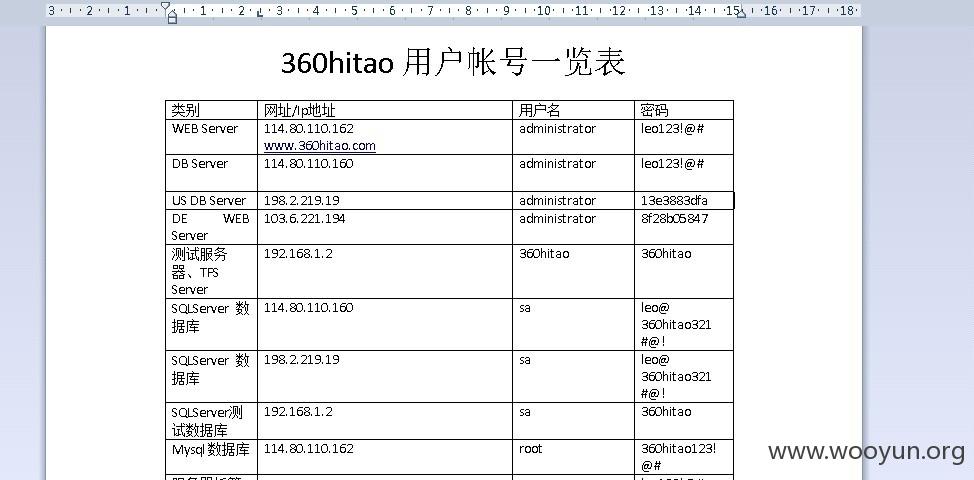 3 2 1 1 2 3 4 5 6 7 8 9 10 11 12 13 14 15 16 17 18
360hitao 用户帐号一览表
类别 网址/Ip地址 用户名 密码
WEB Server 114.80.110.162 administrator leo123!@#
www.360hitao.com
DB Server 114.80.110.160 administrator leo123!@#
US DB Server 198.2.219.19 administrator 13e3883dfa
DE WEB 103.6.221.194 administrator 8f28b05847
Server
测试服务 192.168.1.2 360hitao 360hitao
器、TFS
Server
SQLServer 数 114.80.110.160 sa leo@
据库 360hitao321
#@!
SQLServer 数 198.2.219.19 sa leo@
据库 360hitao321
#@!
SQLServer测 192.168.1.2 sa 360hitao
试数据库
Mysql 数据库 114.80.110.162 root 360hitao123!
@#
www.wooyun.org